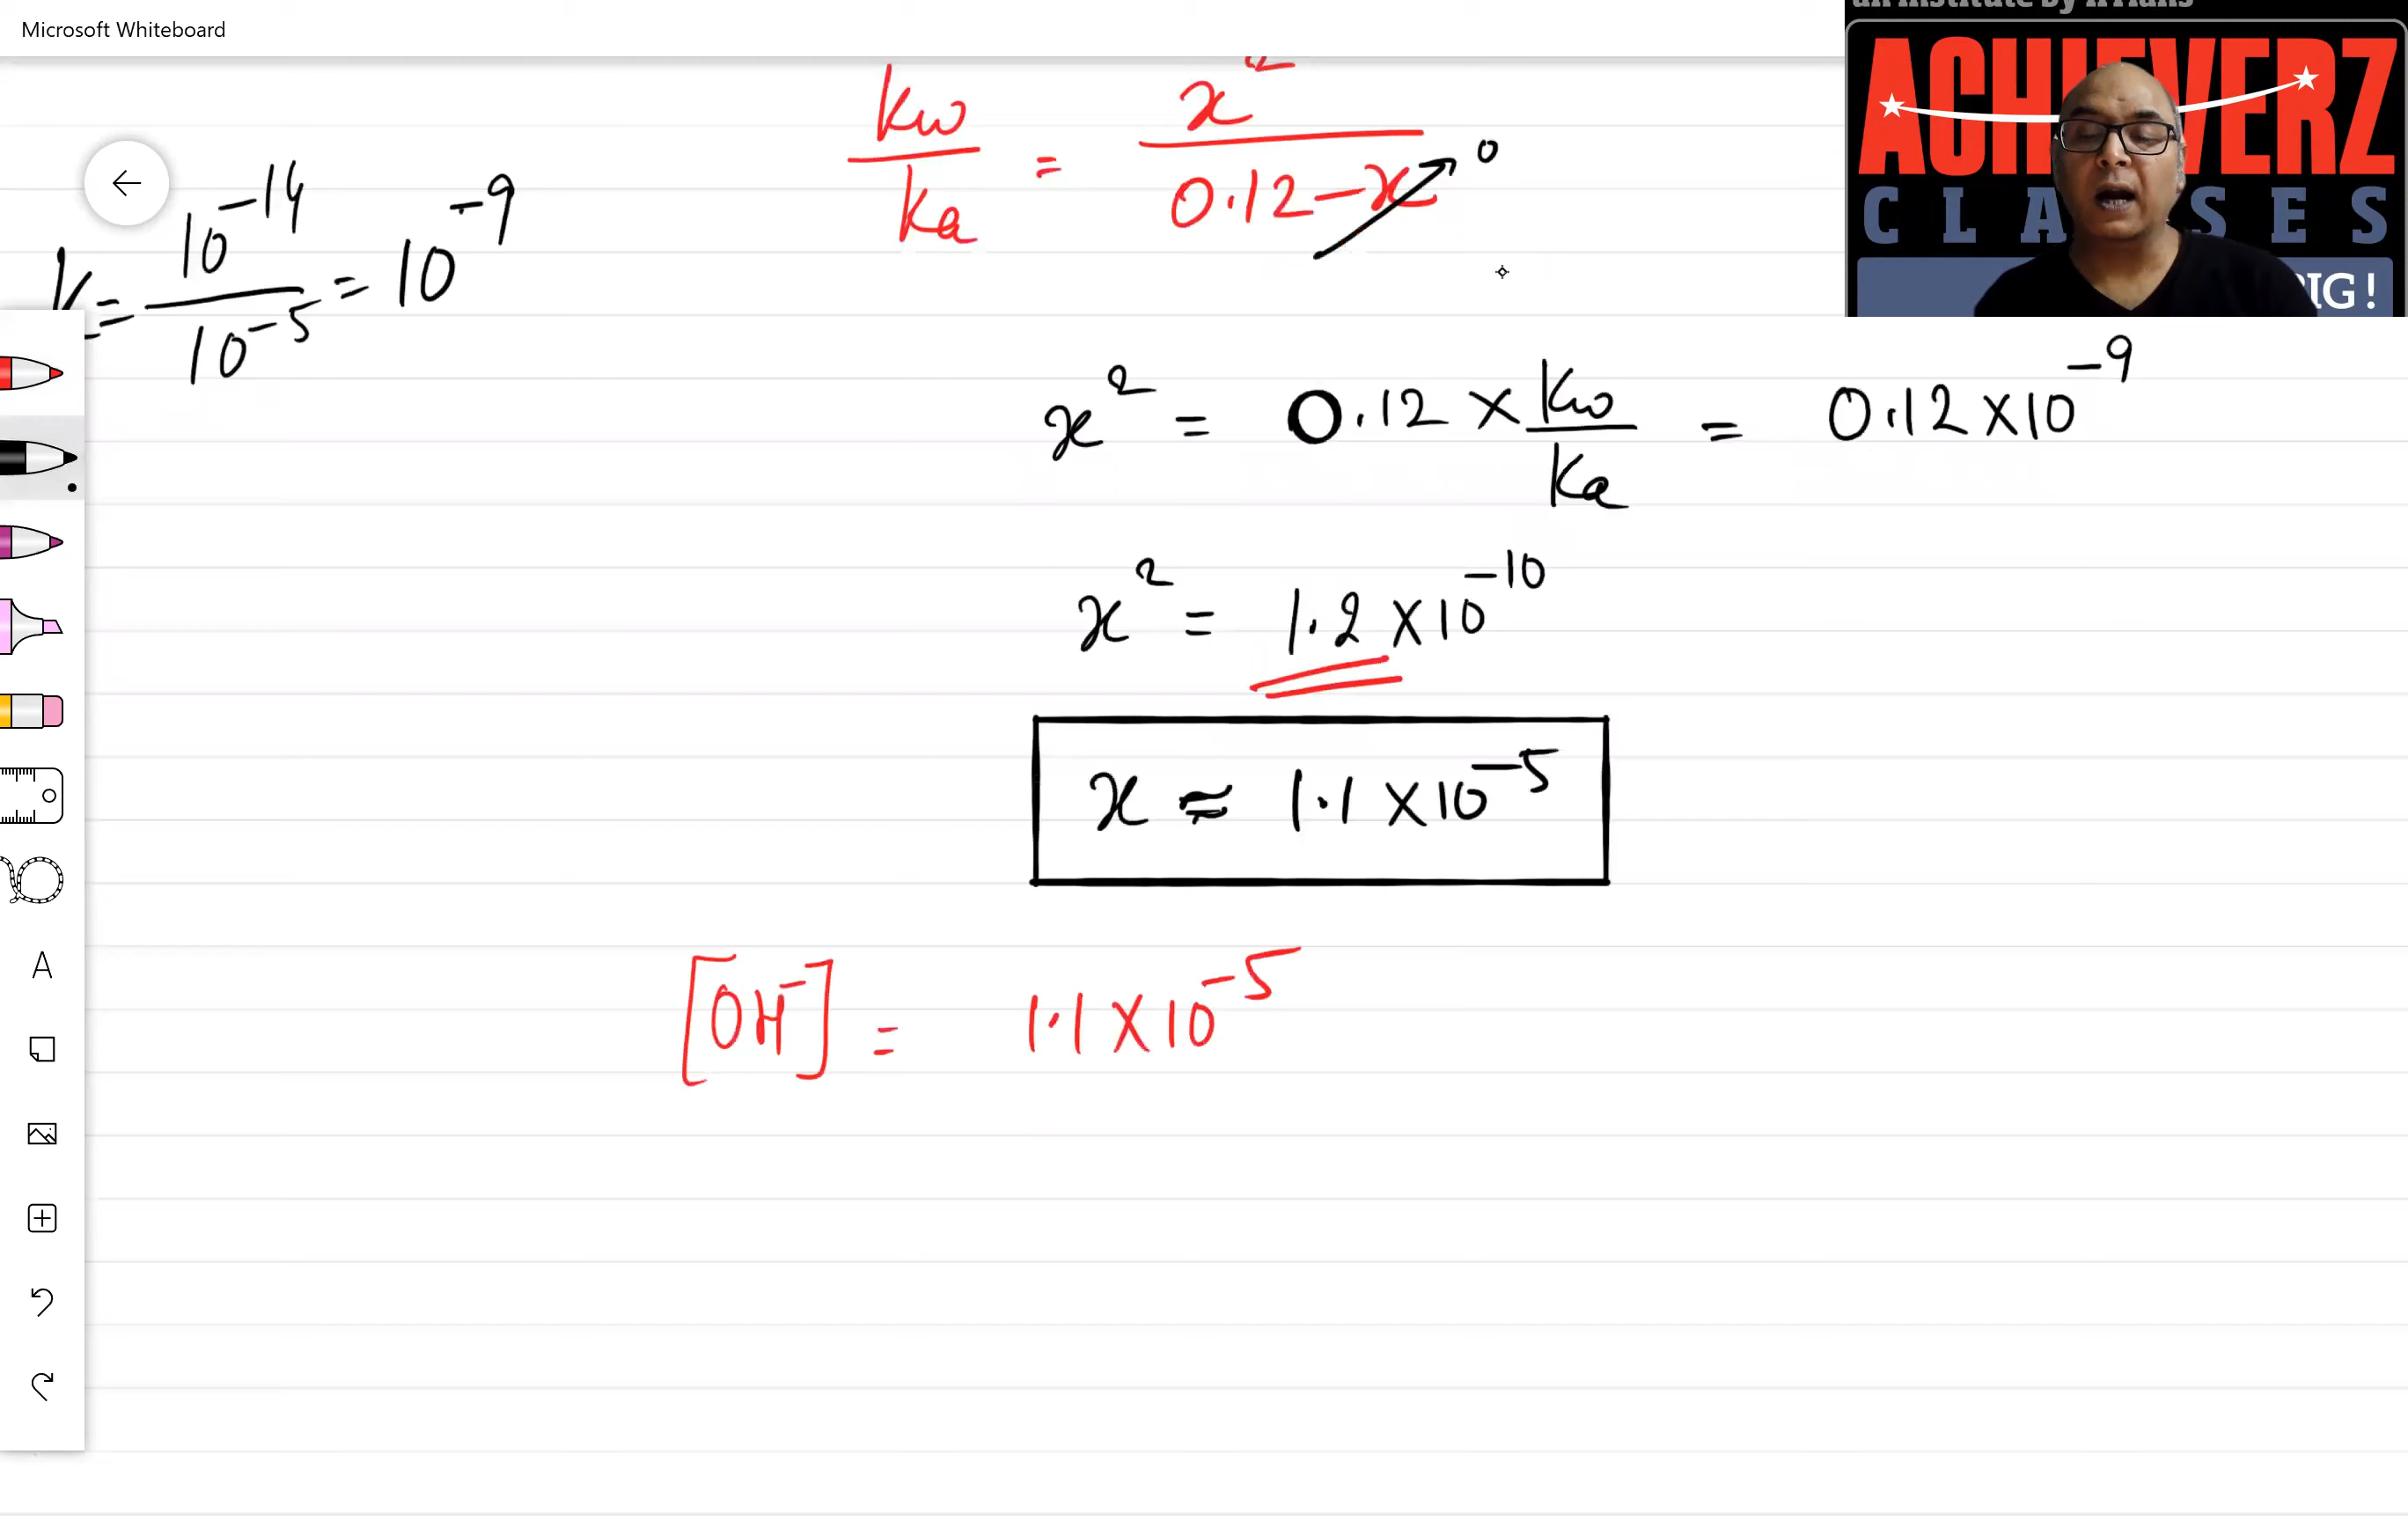 Microsoft Whiteboard
ACHIEVERZ
CLASSES
BIG!
kw/ka = x²/(0.12-x) → 0
k = 10⁻¹⁴/10⁻⁵ = 10⁻⁹
x² = 0.12 × kw/ka = 0.12 × 10⁻⁹
x² = 1.2 × 10⁻¹⁰
x ≈ 1.1 × 10⁻⁵
[OH⁻] = 1.1 × 10⁻⁵
A